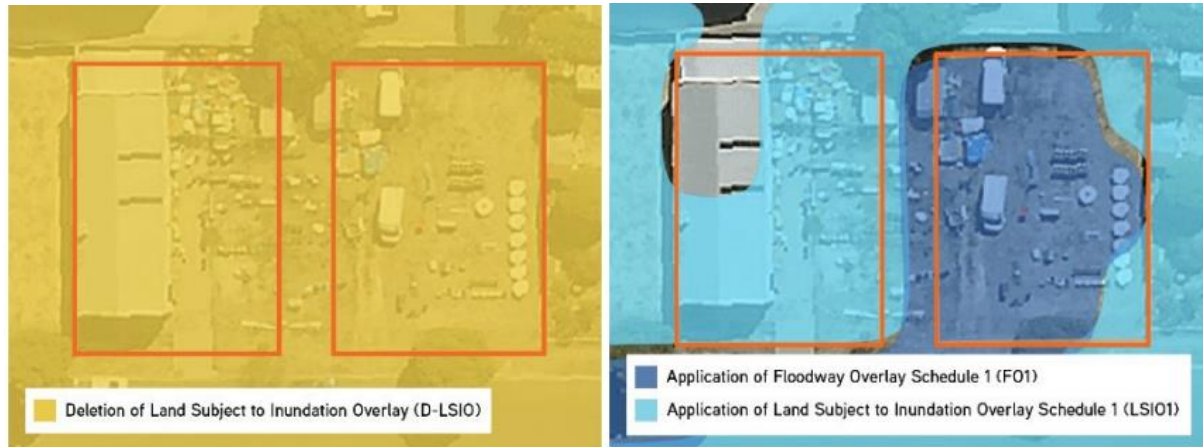 Deletion of Land Subject to Inundation Overlay (D-LSIO)
Application of Floodway Overlay Schedule 1 (FO1)
Application of Land Subject to Inundation Overlay Schedule 1 (LSIO1)